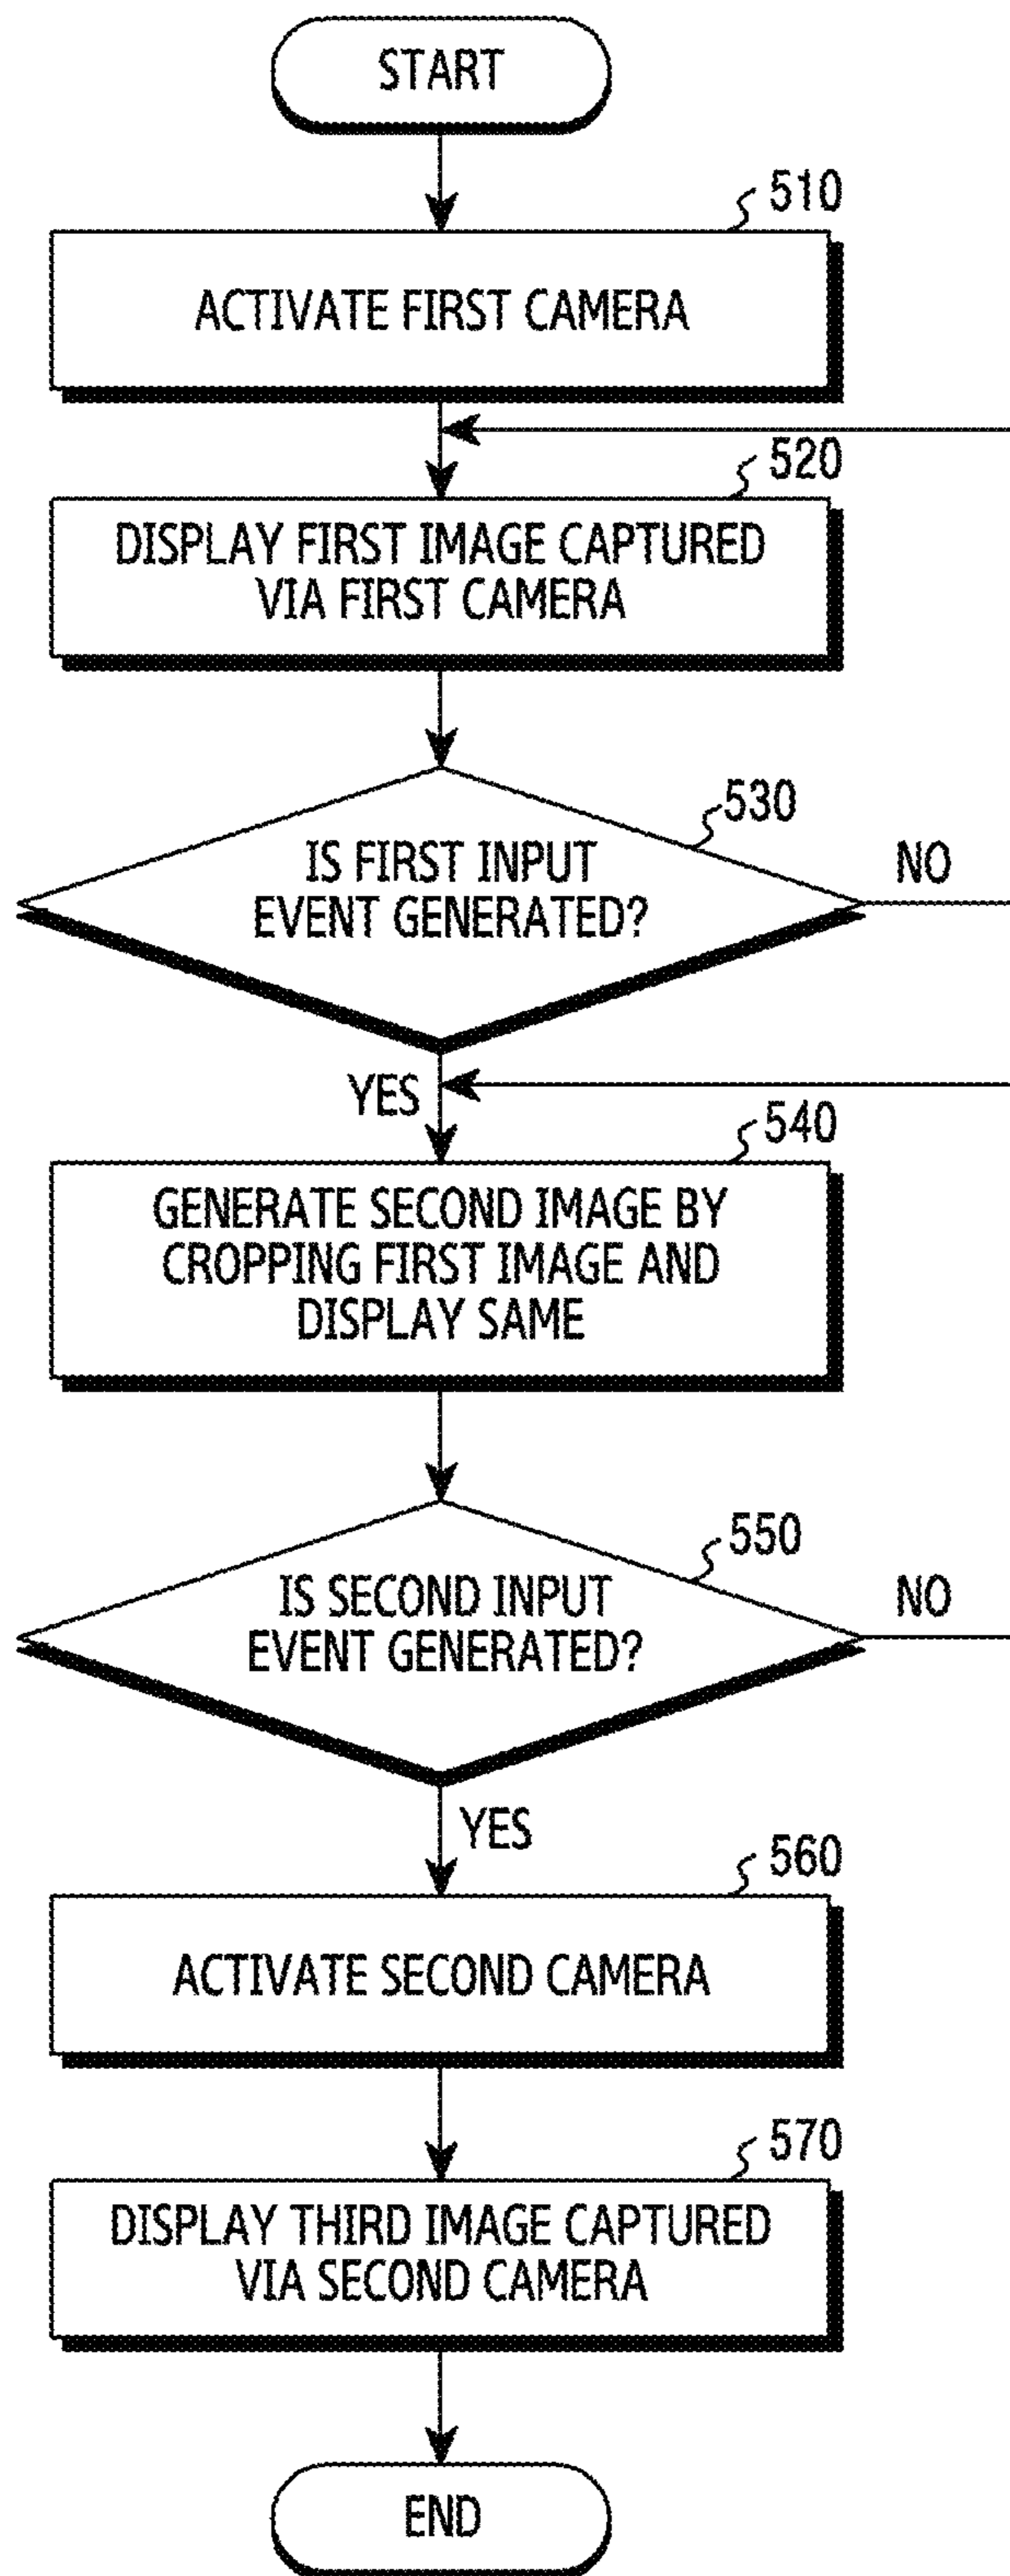 START
510
ACTIVATE FIRST CAMERA
520
DISPLAY FIRST IMAGE CAPTURED
VIA FIRST CAMERA
530
IS FIRST INPUT
EVENT GENERATED?
NO
YES
540
GENERATE SECOND IMAGE BY
CROPPING FIRST IMAGE AND
DISPLAY SAME
550
IS SECOND INPUT
EVENT GENERATED?
NO
YES
560
ACTIVATE SECOND CAMERA
570
DISPLAY THIRD IMAGE CAPTURED
VIA SECOND CAMERA
END